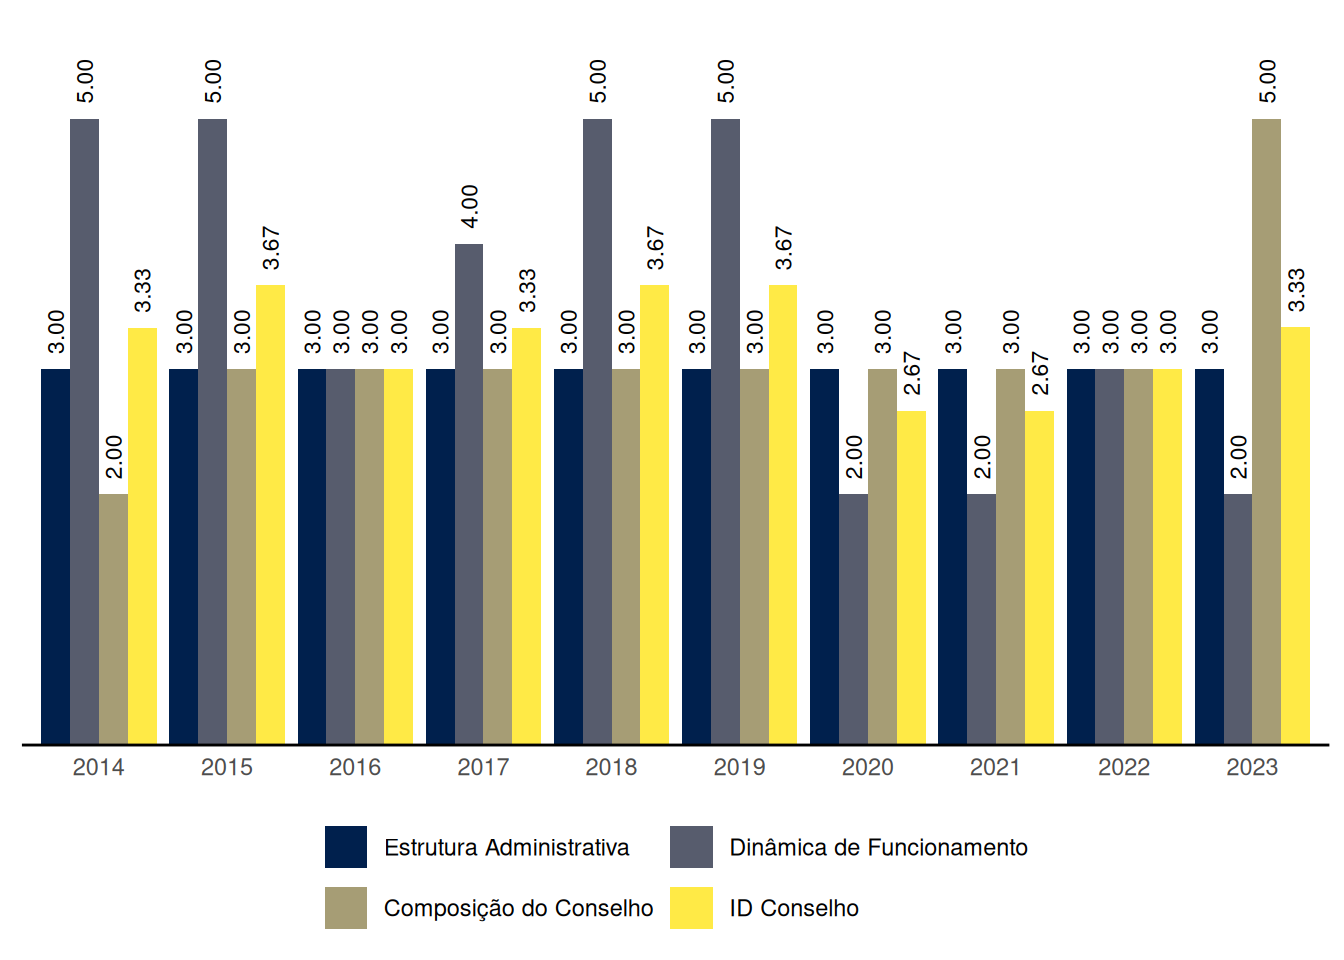 5.00 5.00 5.00 5.00 5.00
4.00
3.67 3.67 3.67
3.33 3.33 3.33
3.00 3.00 3.00 3.00 3.00 3.00 3.00 3.00 3.00 3.00 3.00 3.00 3.00 3.00 3.00 3.00 3.00 3.00 3.00 3.00 3.00
2.67 2.67
2.00 2.00 2.00 2.00
2014 2015 2016 2017 2018 2019 2020 2021 2022 2023
Estrutura Administrativa Dinâmica de Funcionamento
Composição do Conselho ID Conselho